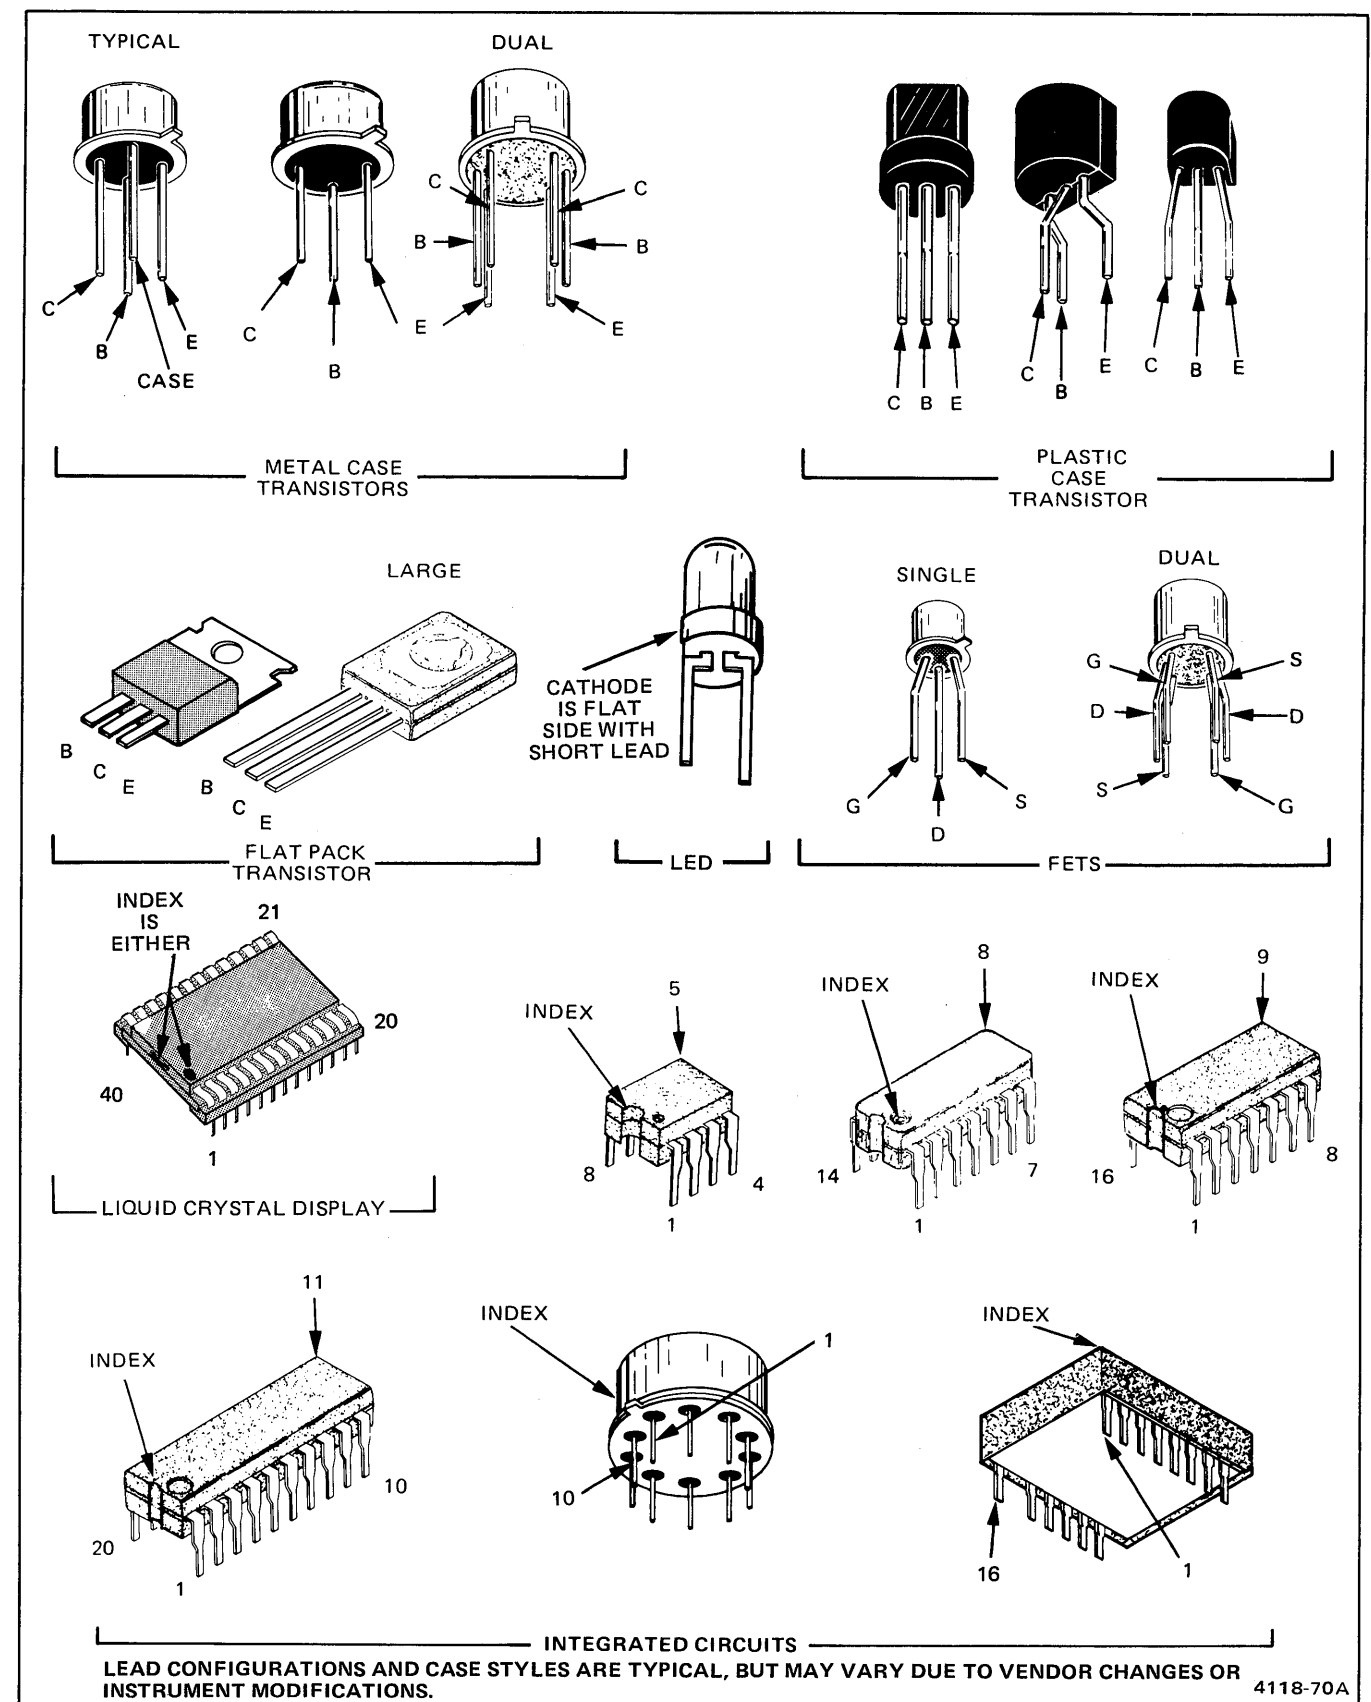 TYPICAL
DUAL
C
B
CASE
E
C
B
E
C
C
B
B
E
E
C B E
C
B
E
C
B
E
METAL CASE
TRANSISTORS
PLASTIC
CASE
TRANSISTOR
LARGE
B
C
E
B
C
E
FLAT PACK
TRANSISTOR
CATHODE
IS FLAT
SIDE WITH
SHORT LEAD
LED
SINGLE
DUAL
G
D
S
G
S
D
D
S
G
FETS
INDEX
IS
EITHER
21
20
40
1
LIQUID CRYSTAL DISPLAY
INDEX
5
8
4
1
INDEX
8
14
7
1
INDEX
9
16
8
1
INDEX
11
10
20
1
INDEX
1
10
INDEX
16
1
INTEGRATED CIRCUITS
LEAD CONFIGURATIONS AND CASE STYLES ARE TYPICAL, BUT MAY VARY DUE TO VENDOR CHANGES OR
INSTRUMENT MODIFICATIONS.
4118-70A